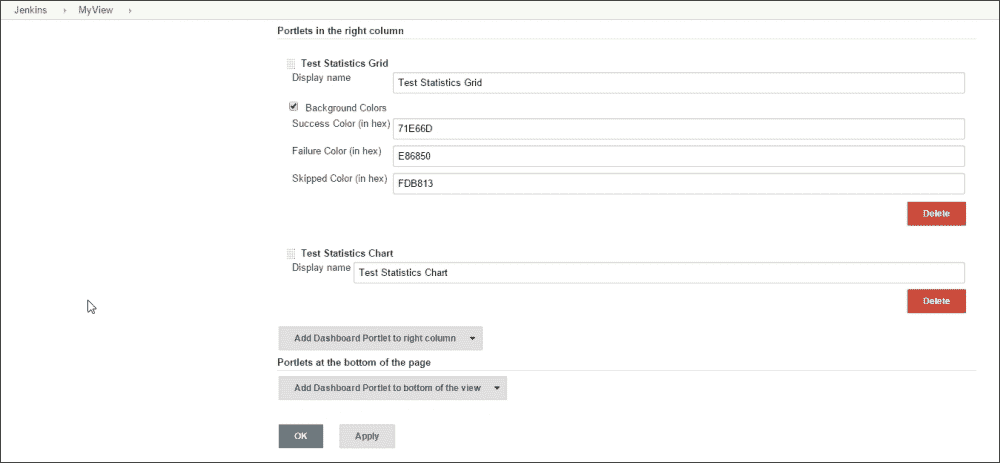 Jenkins MyView
Portlets in the right column
Test Statistics Grid
Display name Test Statistics Grid
Background Colors
Success Color (in hex) 71E66D
Failure Color (in hex) E86850
Skipped Color (in hex) FDB813
Delete
Test Statistics Chart
Display name Test Statistics Chart
Delete
Add Dashboard Portlet to right column
Portlets at the bottom of the page
Add Dashboard Portlet to bottom of the view
OK Apply